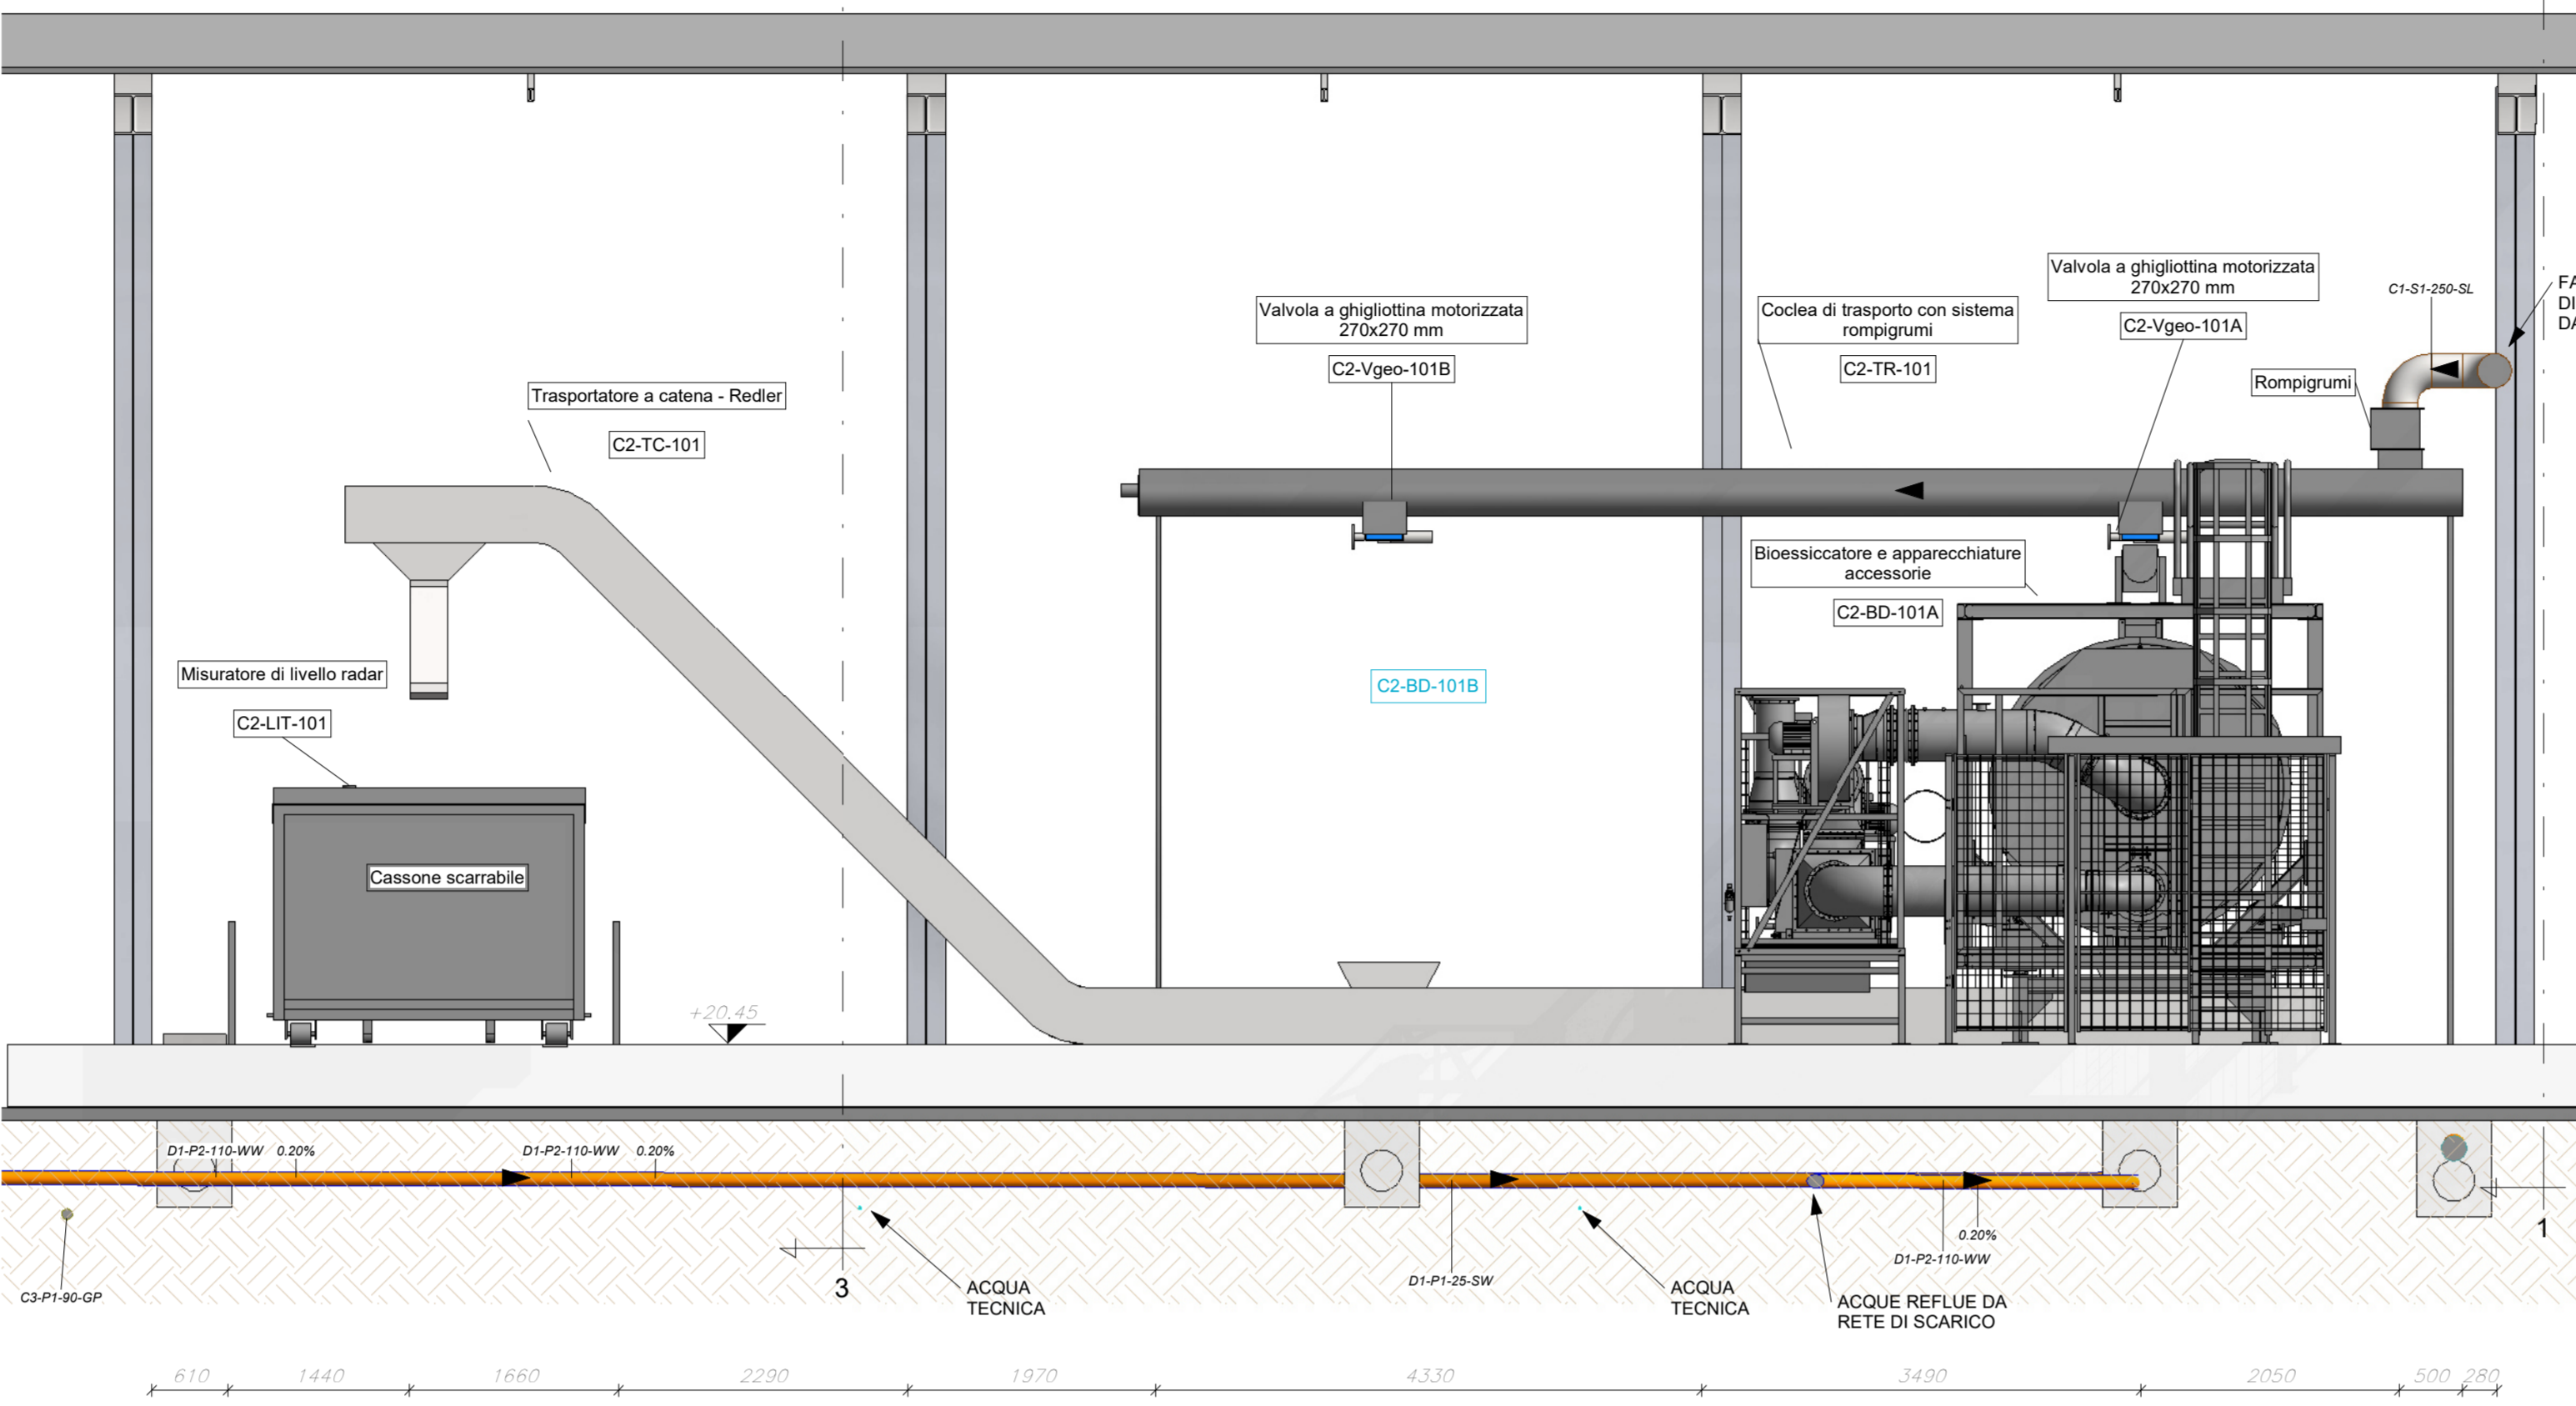 Valvola a ghigliottina motorizzata
270x270 mm
C2-Vgeo-101A
C1-S1-250-SL
FA
DI
DA
Valvola a ghigliottina motorizzata
270x270 mm
C2-Vgeo-101B
Coclea di trasporto con sistema
rompigrumi
C2-TR-101
Rompigrumi
Trasportatore a catena - Redler
C2-TC-101
Bioessiccatore e apparecchiature
accessorie
C2-BD-101A
Misuratore di livello radar
C2-LIT-101
C2-BD-101B
Cassone scarrabile
+20.45
D1-P2-110-WW 0.20%
D1-P2-110-WW 0.20%
0.20%
D1-P2-110-WW
D1-P1-25-SW
C3-P1-90-GP
3
ACQUA
TECNICA
ACQUA
TECNICA
ACQUE REFLUE DA
RETE DI SCARICO
1
610 1440 1660 2290 1970 4330 3490 2050 500 280